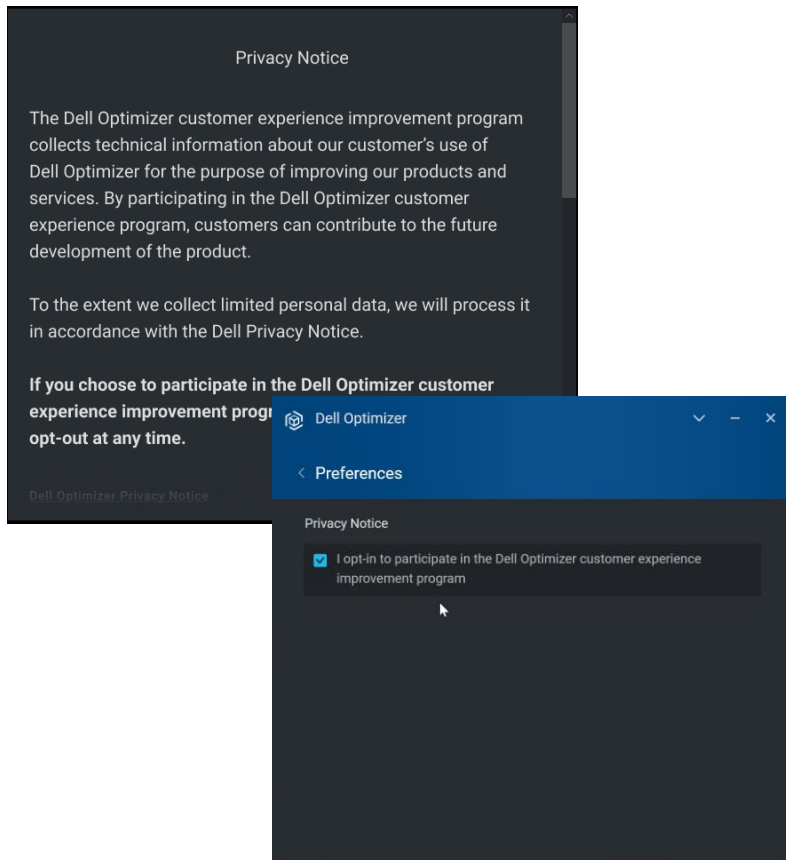 Privacy Notice
The Dell Optimizer customer experience improvement program
collects technical information about our customer's use of
Dell Optimizer for the purpose of improving our products and
services. By participating in the Dell Optimizer customer
experience program, customers can contribute to the future
development of the product.
To the extent we collect limited personal data, we will process it
in accordance with the Dell Privacy Notice.
If you choose to participate in the Dell Optimizer customer
experience improvement
opt-out at any time.
Dell Optimizer Privacy Notice
Dell Optimizer
Preferences
Privacy Notice
I opt-in to participate in the Dell Optimizer customer experience
improvement program